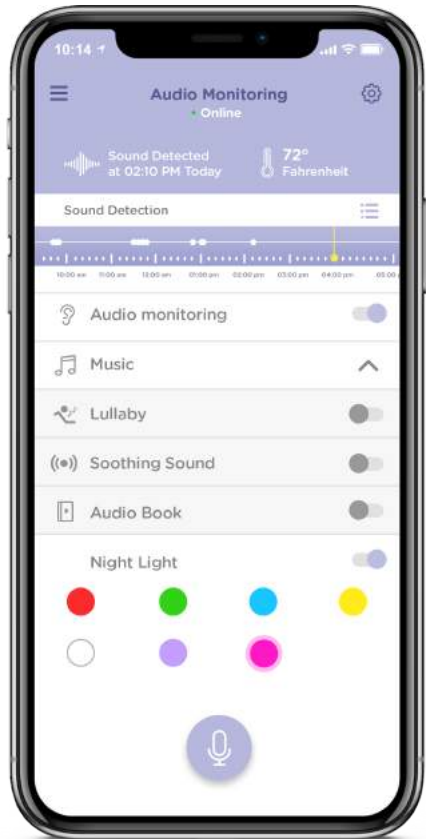 10:14
Audio Monitoring
Online
Sound Detected
at 02:10 PM Today
72°
Fahrenheit
Sound Detection
10:00 am 11:00 am 12:00 am 01:00 pm 02:00 pm 03:00 pm 04:00 pm .05:00
Audio monitoring
Music
Lullaby
Soothing Sound
Audio Book
Night Light